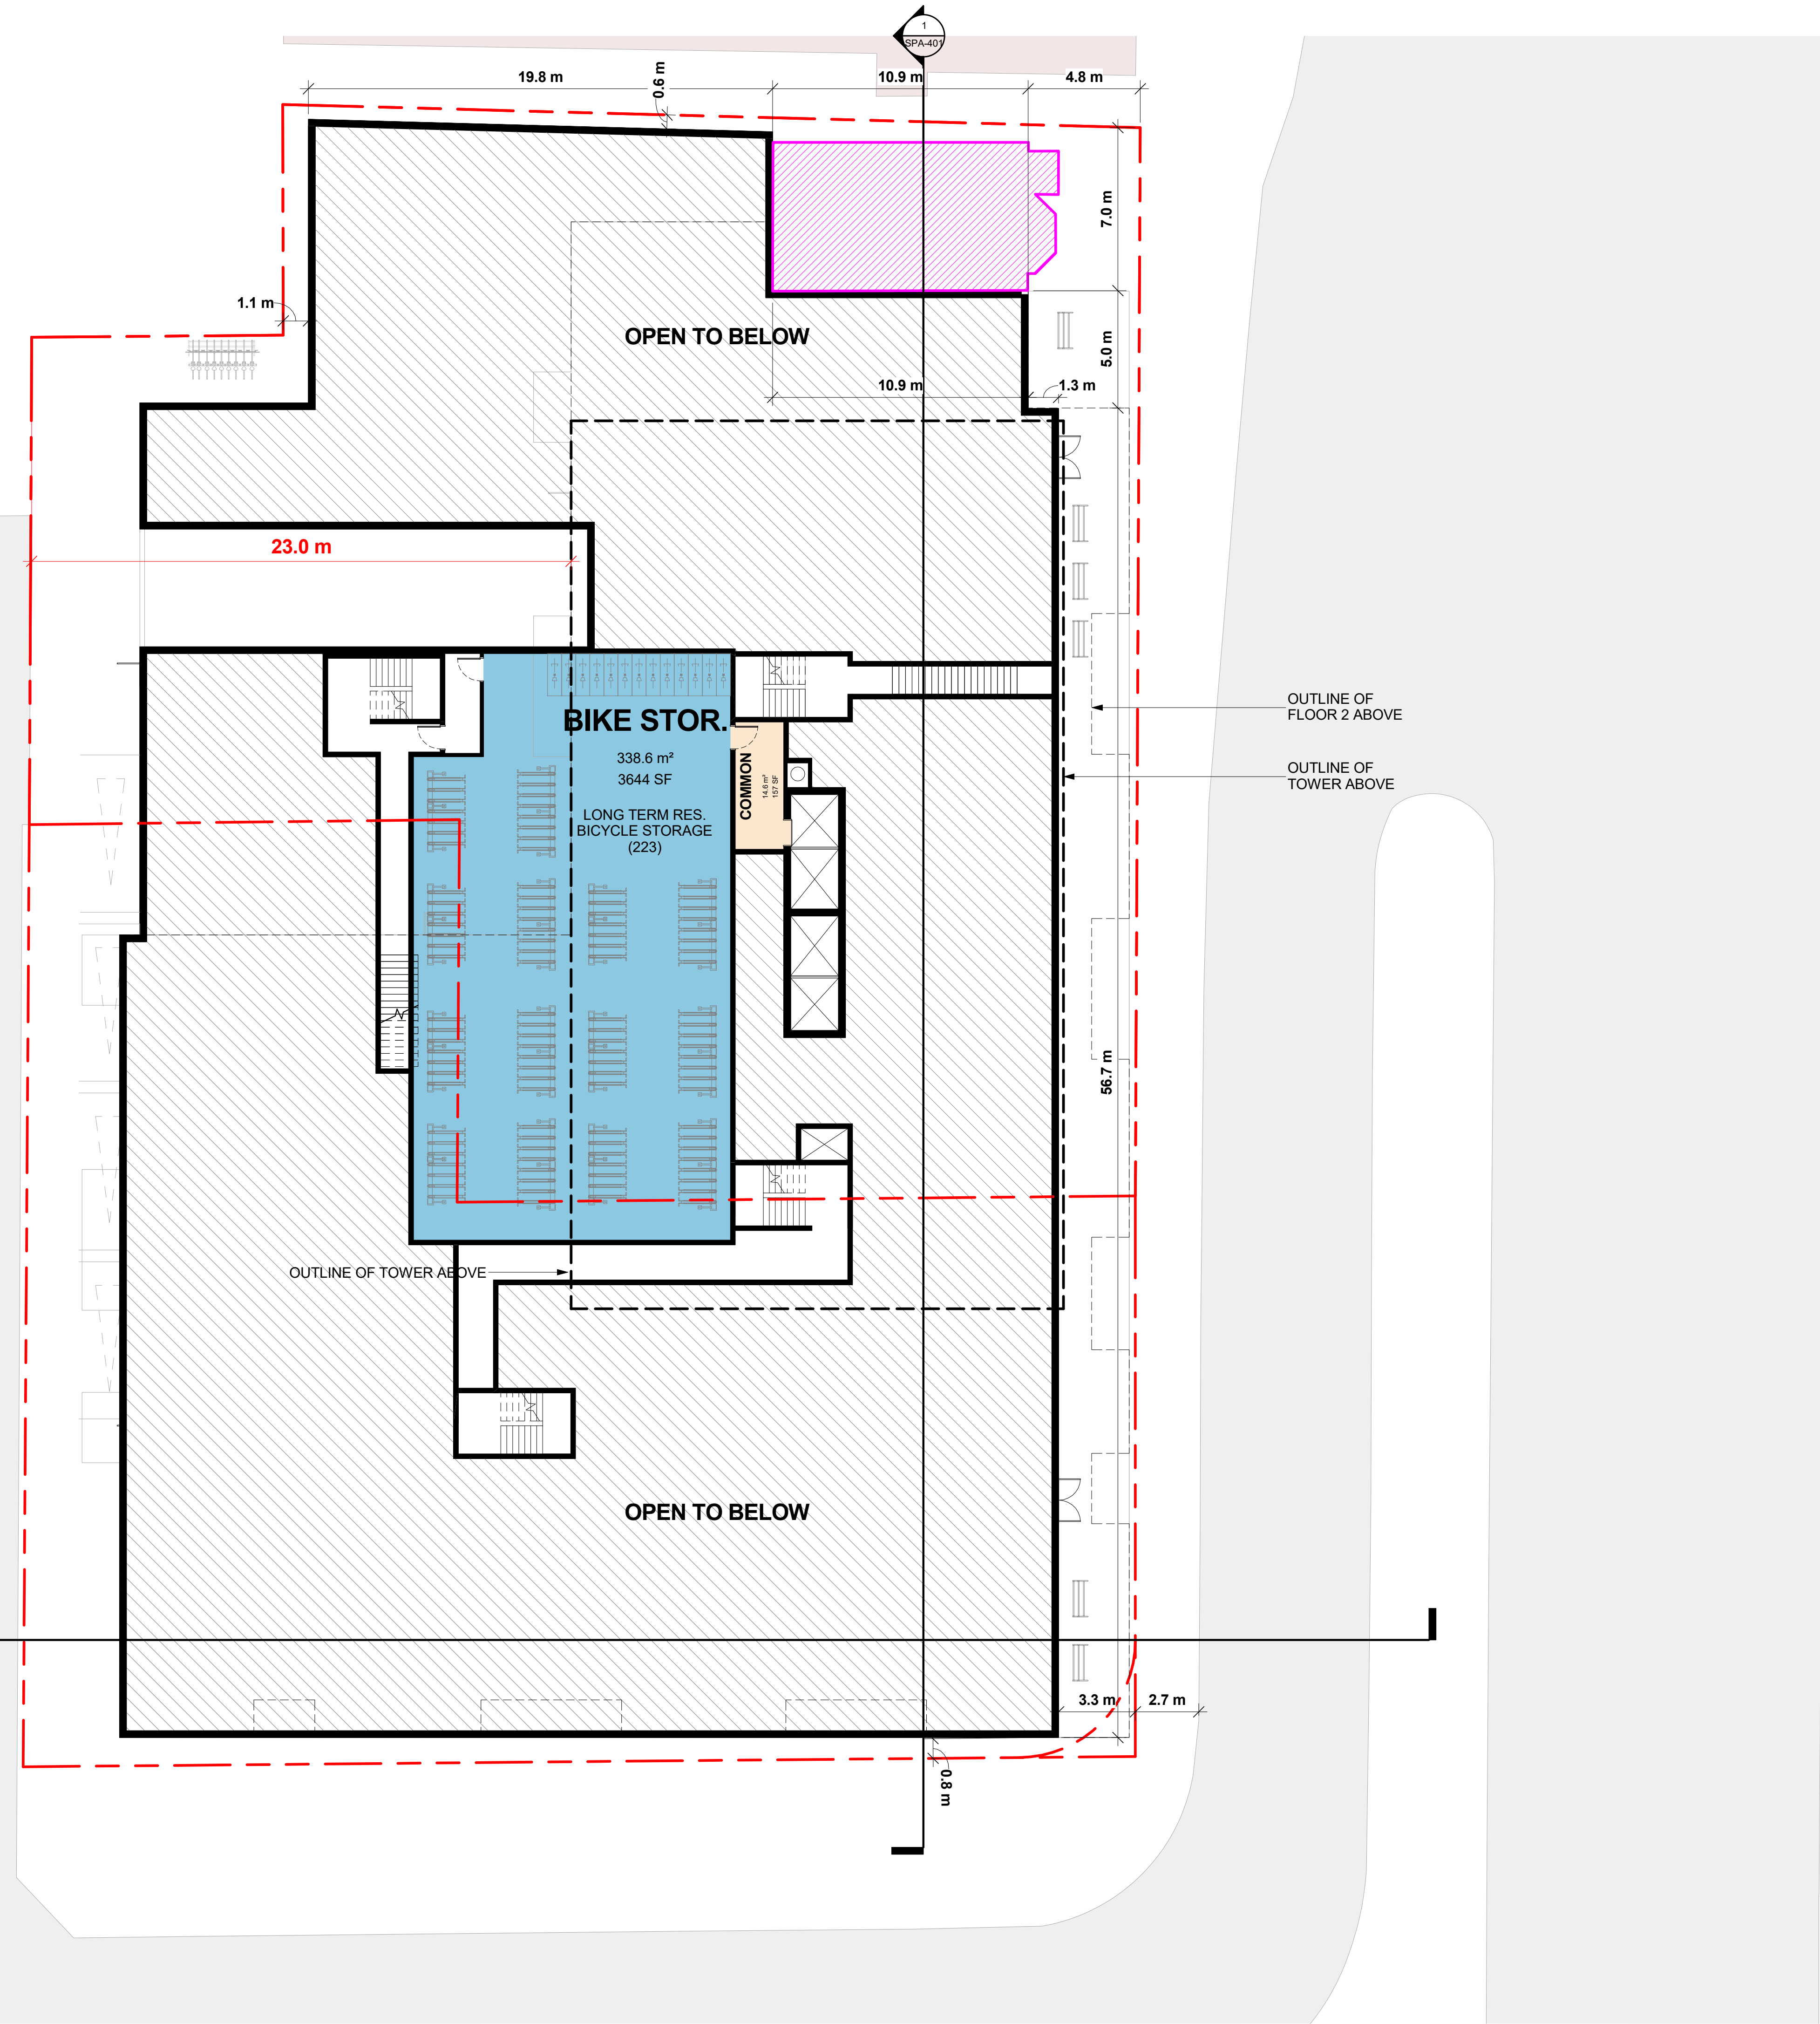 1
SPA-401
19.8 m
0.6 m
10.9 m
4.8 m
7.0 m
1.1 m
OPEN TO BELOW
5.0 m
10.9 m
1.3 m
23.0 m
OUTLINE OF
FLOOR 2 ABOVE
BIKE STOR.
338.6 m²
3644 SF
COMMON
14.6 m²
157 SF
OUTLINE OF
TOWER ABOVE
LONG TERM RES.
BICYCLE STORAGE
(223)
56.7 m
OUTLINE OF TOWER ABOVE
OPEN TO BELOW
3.3 m
2.7 m
0.8 m